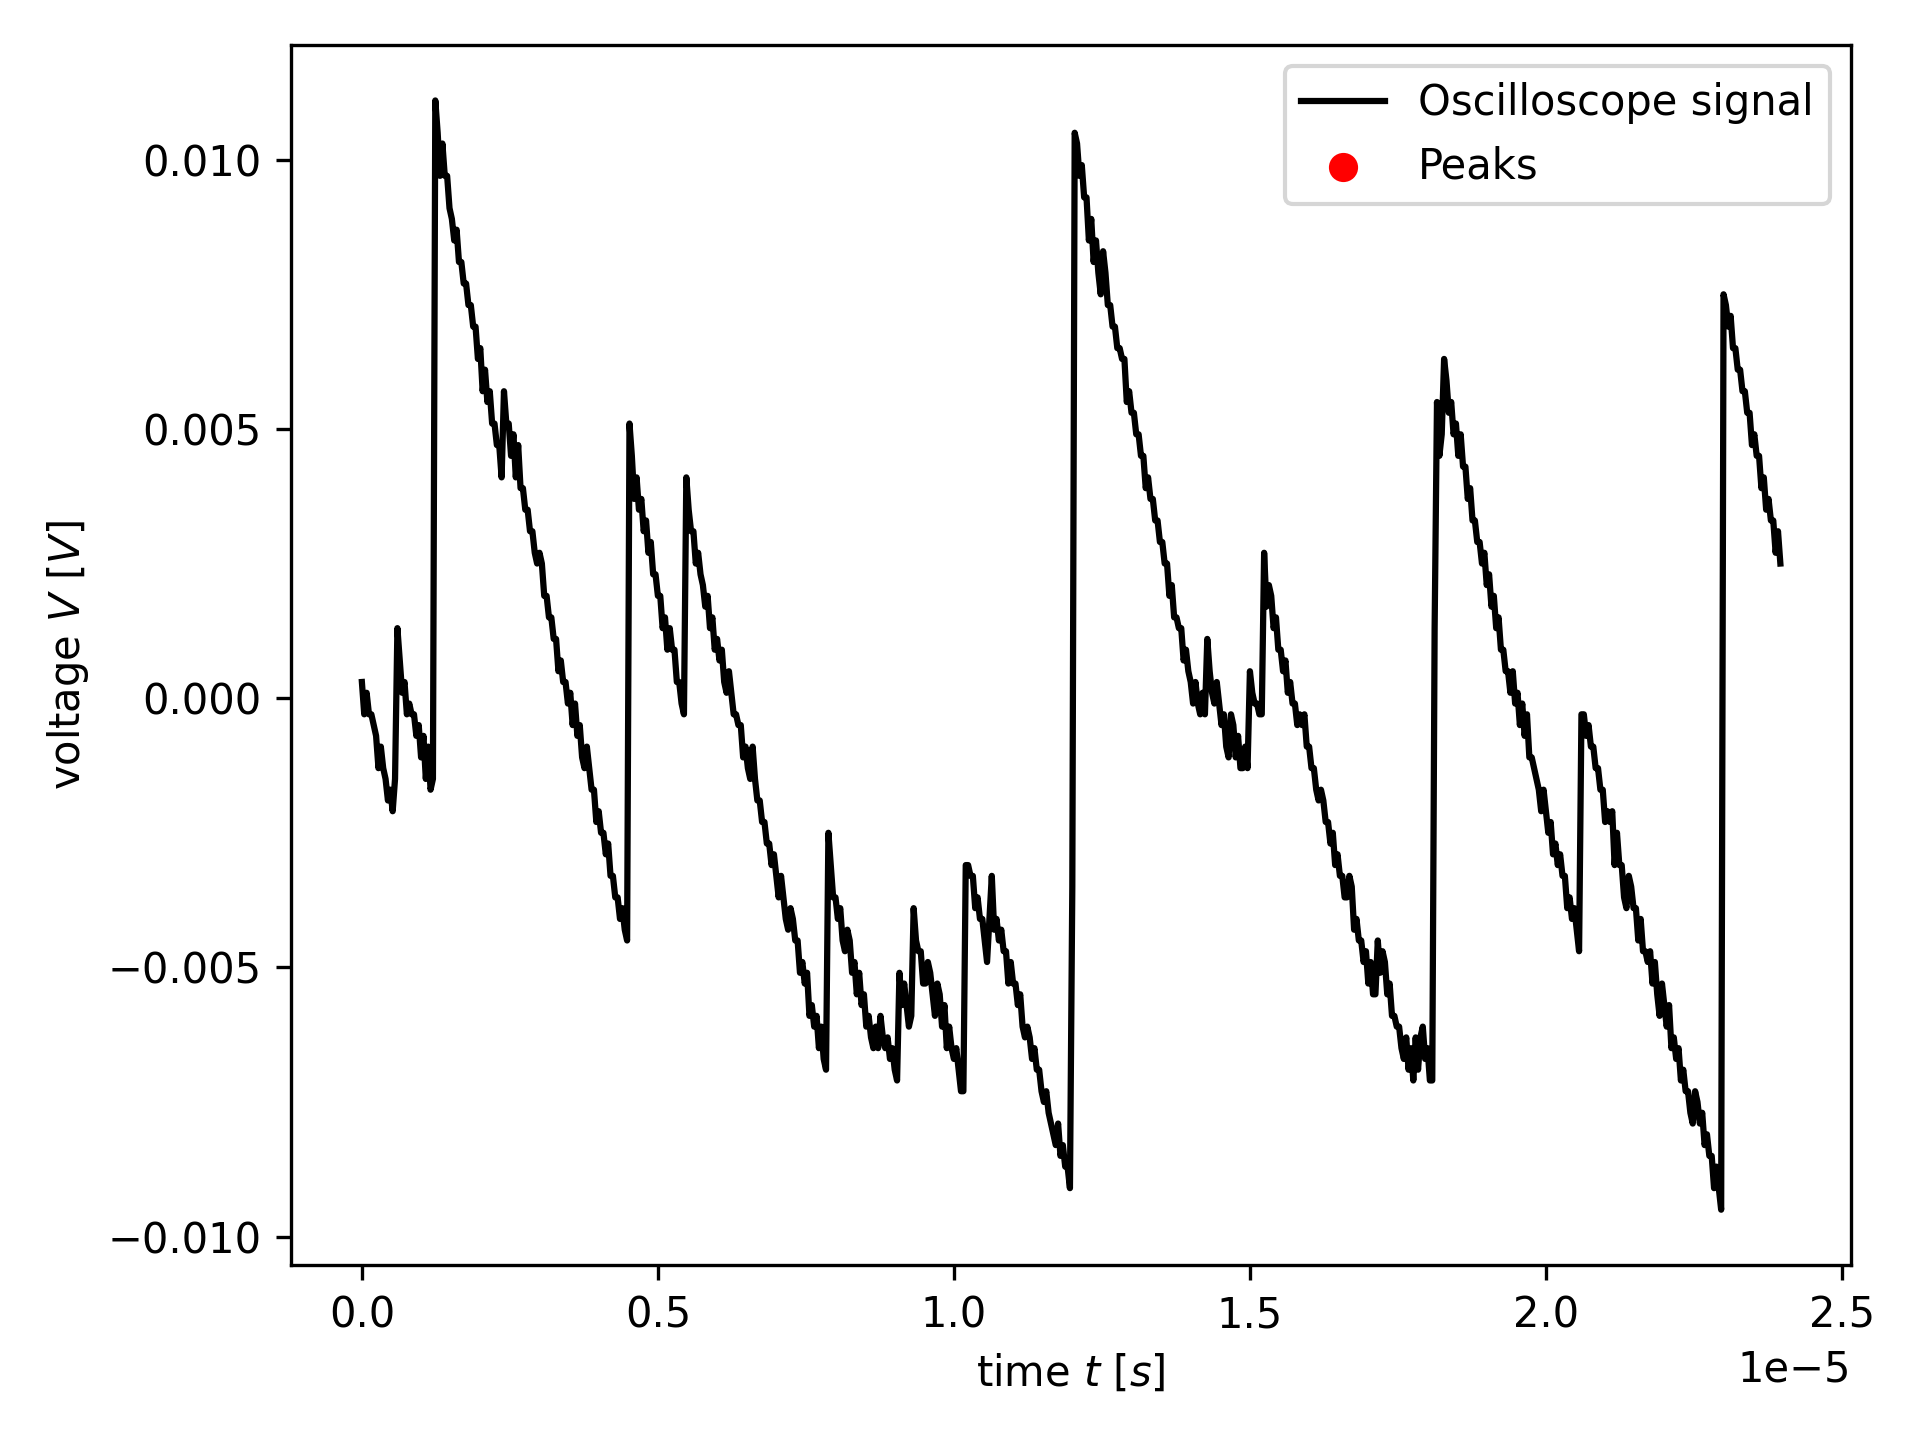 Oscilloscope signal
Peaks
0.010
0.005
0.000
−0.005
−0.010
voltage V [V]
0.0 0.5 1.0 1.5 2.0 2.5
1e−5
time t [s]